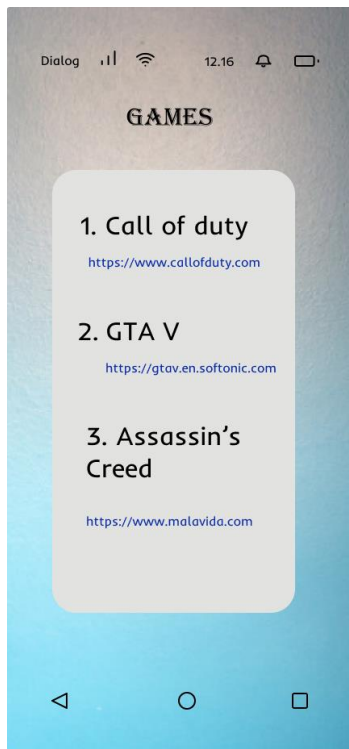 Dialog 12.16
GAMES
1. Call of duty
https://www.callofduty.com
2. GTA V
https://gtav.en.softonic.com
3. Assassin's
Creed
https://www.malavida.com